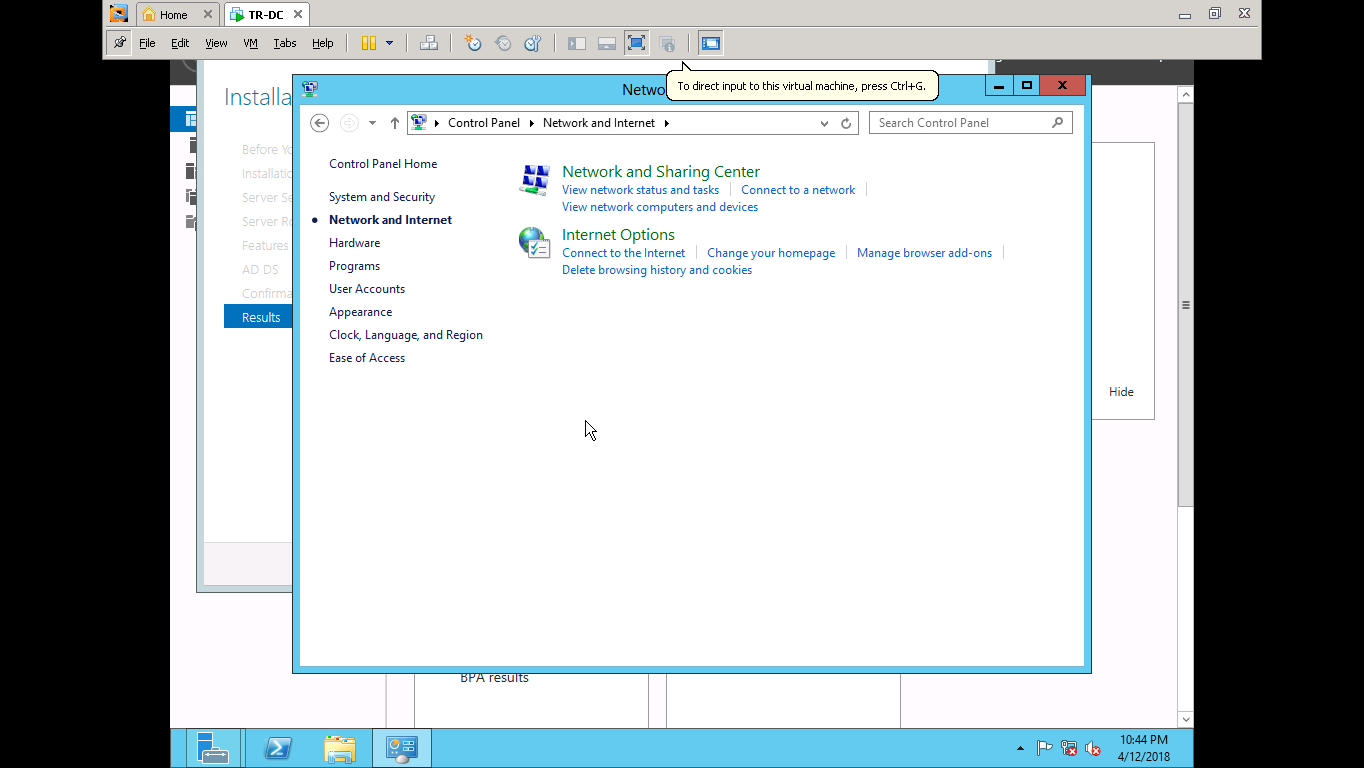 Home
TR-DC
File Edit View VM Tabs Help
To direct input to this virtual machine, press Ctrl+G.
Installa
Netwo
Control Panel Network and Internet
Search Control Panel
Before Yo
Installatio
Server Se
Server Ro
Features
AD DS
Confirma
Results
Control Panel Home
System and Security
Network and Internet
Hardware
Programs
User Accounts
Appearance
Clock, Language, and Region
Ease of Access
Network and Sharing Center
View network status and tasks Connect to a network
View network computers and devices
Internet Options
Connect to the Internet Change your homepage Manage browser add-ons
Delete browsing history and cookies
Hide
BPA results
10:44 PM
4/12/2018